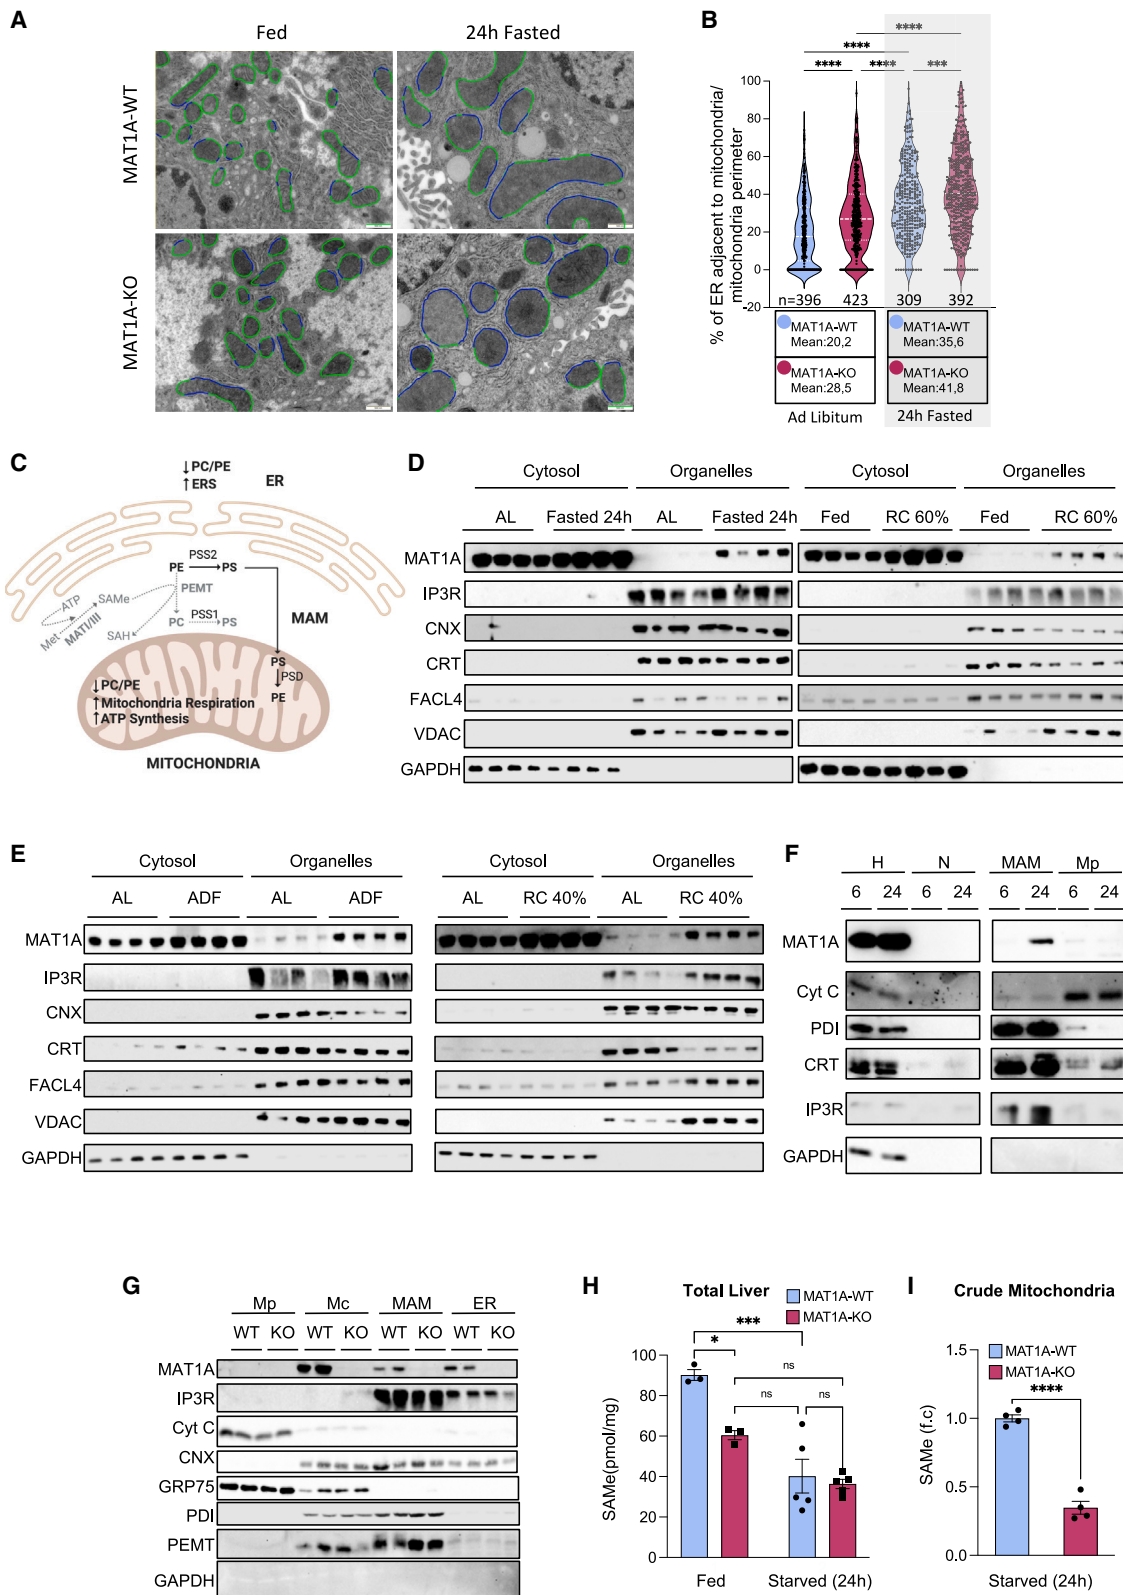 A
Fed
24h Fasted
MAT1A-WT
MAT1A-KO
B
****
****
**** **** ***
% of ER adjacent to mitochondria/
mitochondria perimeter
100
80
60
40
20
0
-20
n=396 423 309 392
MAT1A-WT
Mean:20,2
MAT1A-KO
Mean:28,5
MAT1A-WT
Mean:35,6
MAT1A-KO
Mean:41,8
Ad Libitum
24h Fasted
C
↓PC/PE
↑ERS
ER
PSS2
PE PS
PEMT
ATP
SAMe
Met
MATI/III
SAH
PC
PSS1
PS
MAM
PS
PSD
PE
↓PC/PE
↑Mitochondria Respiration
↑ATP Synthesis
MITOCHONDRIA
D
Cytosol Organelles Cytosol Organelles
AL Fasted 24h AL Fasted 24h Fed RC 60% Fed RC 60%
MAT1A
IP3R
CNX
CRT
FACL4
VDAC
GAPDH
E
Cytosol Organelles Cytosol Organelles
AL ADF AL ADF AL RC 40% AL RC 40%
MAT1A
IP3R
CNX
CRT
FACL4
VDAC
GAPDH
F
H N MAM Mp
6 24 6 24 6 24 6 24
MAT1A
Cyt C
PDI
CRT
IP3R
GAPDH
G
Mp Mc MAM ER
WT KO WT KO WT KO WT KO
MAT1A
IP3R
Cyt C
CNX
GRP75
PDI
PEMT
GAPDH
H
Total Liver
MAT1A-WT
MAT1A-KO
***
*
ns
ns ns
SAMe(pmol/mg)
100
80
60
40
20
0
Fed Starved (24h)
I
Crude Mitochondria
MAT1A-WT
MAT1A-KO
****
SAMe (f.c)
1.0
0.5
0.0
Starved (24h)